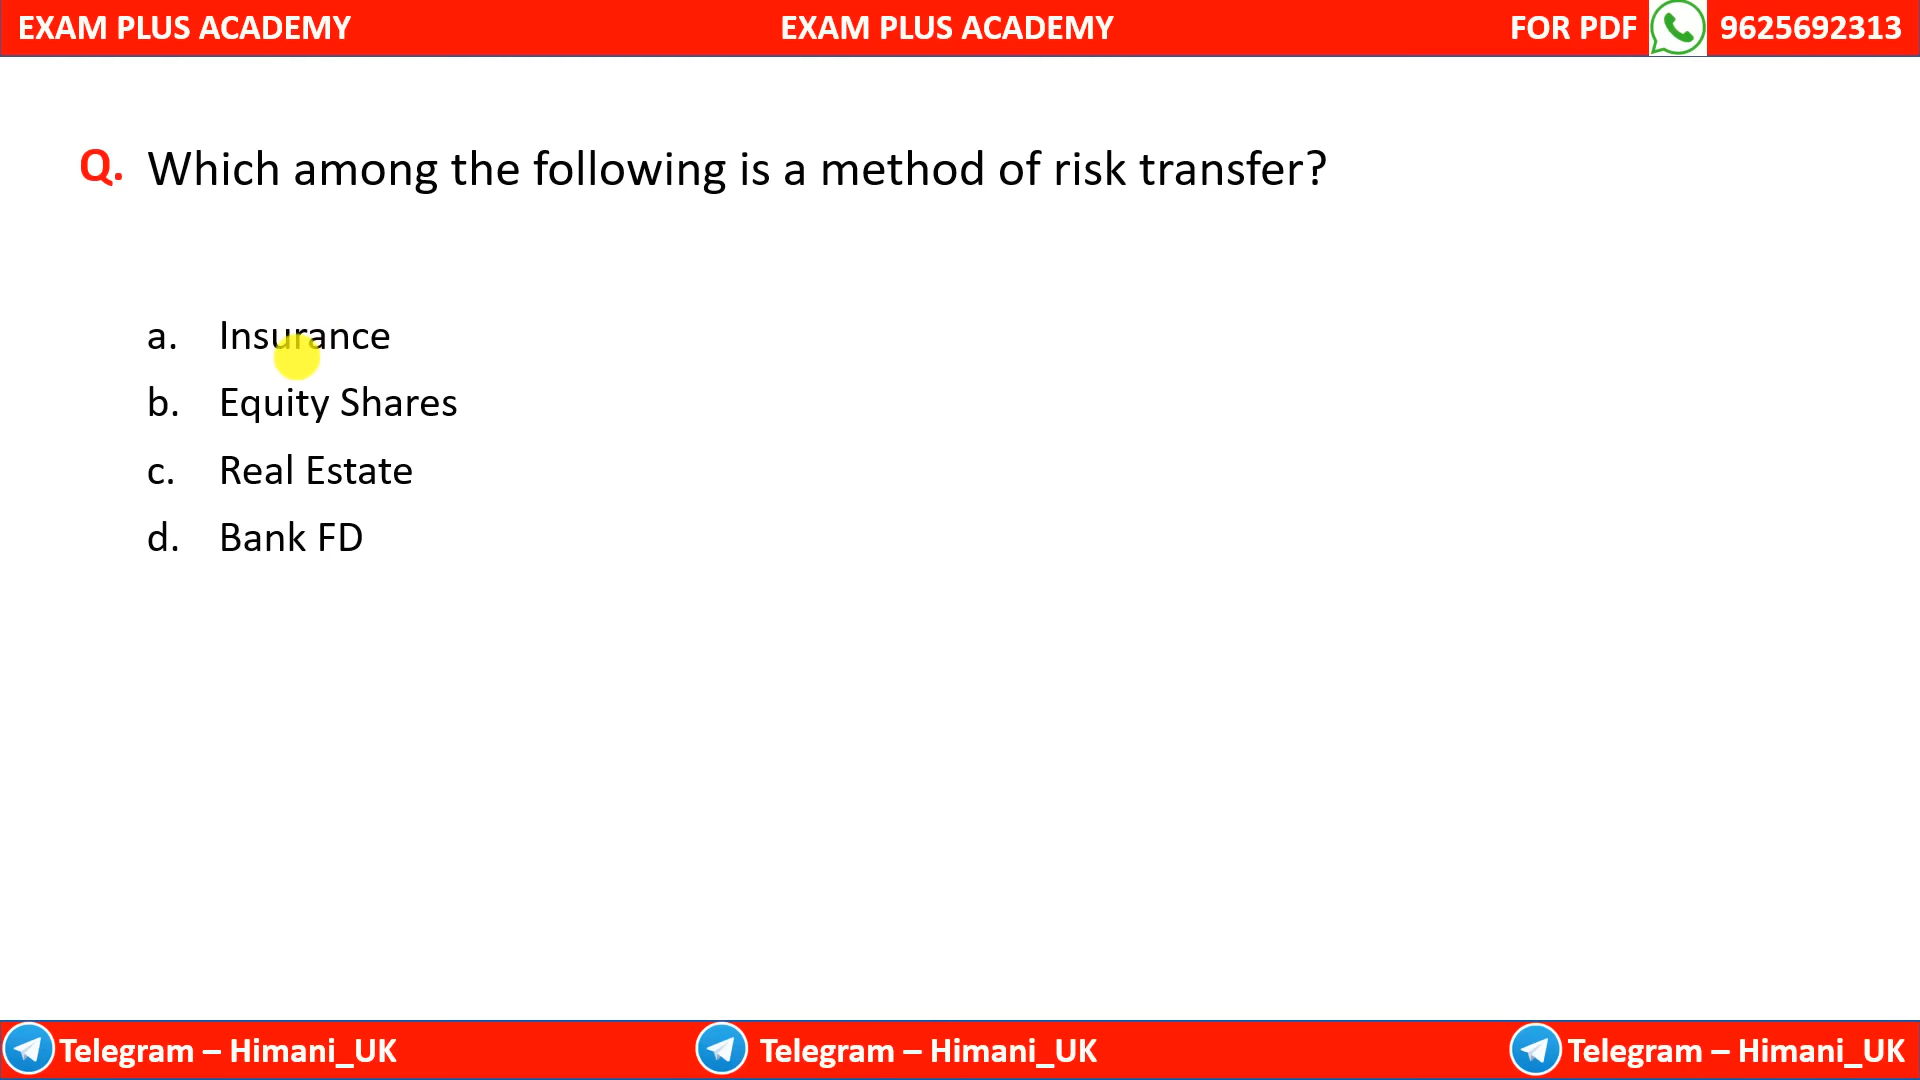 EXAM PLUS ACADEMY EXAM PLUS ACADEMY FOR PDF 9625692313
Q. Which among the following is a method of risk transfer?
a. Insurance
b. Equity Shares
c. Real Estate
d. Bank FD
Telegram – Himani_UK Telegram – Himani_UK Telegram – Himani_UK